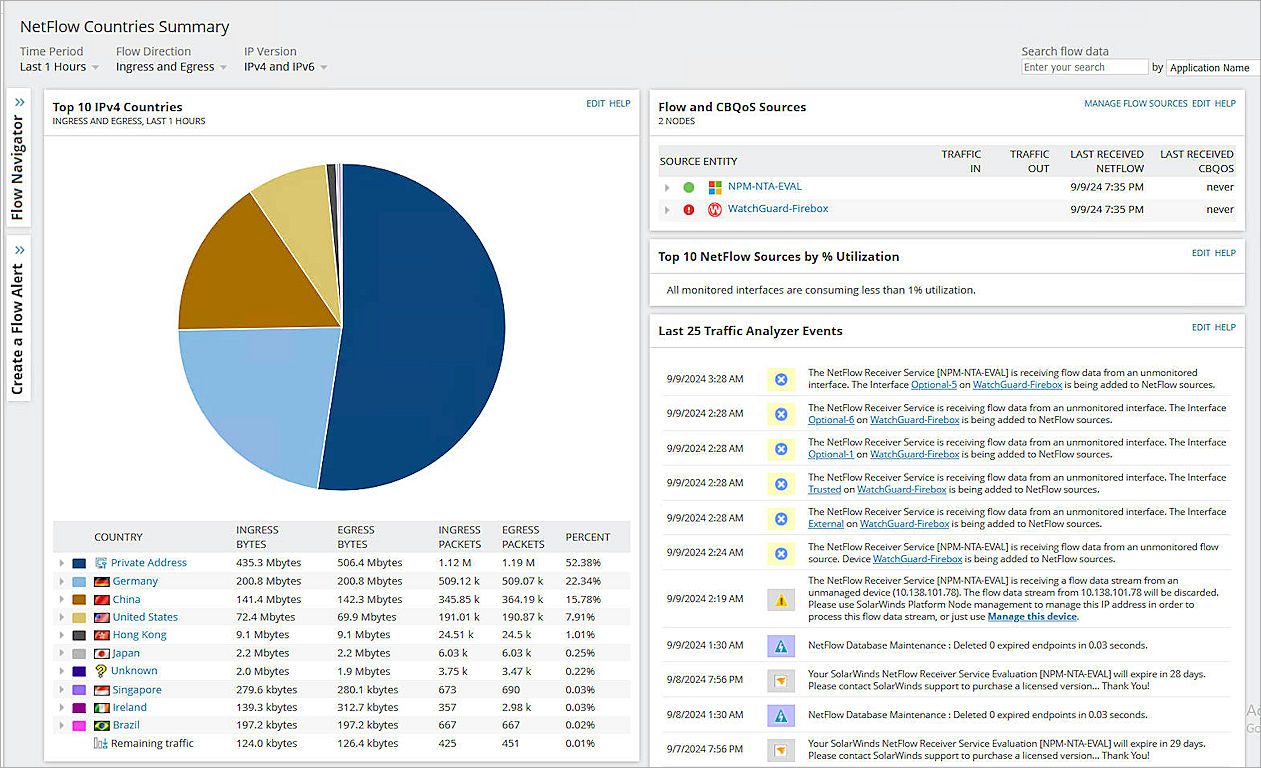 NetFlow Countries Summary
Time Period Flow Direction IP Version
Last 1 Hours Ingress and Egress IPv4 and IPv6
Search flow data
Enter your search by Application Name
Flow Navigator
Create a Flow Alert
Top 10 IPv4 Countries EDIT HELP
INGRESS AND EGRESS, LAST 1 HOURS
COUNTRY INGRESS BYTES EGRESS BYTES INGRESS PACKETS EGRESS PACKETS PERCENT
Private Address 435.3 Mbytes 506.4 Mbytes 1.12 M 1.19 M 52.38%
Germany 200.8 Mbytes 200.8 Mbytes 509.12 k 509.07 k 22.34%
China 141.4 Mbytes 142.3 Mbytes 345.85 k 364.19 k 15.78%
United States 72.4 Mbytes 69.9 Mbytes 191.01 k 190.87 k 7.91%
Hong Kong 9.1 Mbytes 9.1 Mbytes 24.51 k 24.5 k 1.01%
Japan 2.2 Mbytes 2.2 Mbytes 6.03 k 6.03 k 0.25%
Unknown 2.0 Mbytes 1.9 Mbytes 3.75 k 3.47 k 0.22%
Singapore 279.6 kbytes 280.1 kbytes 673 690 0.03%
Ireland 139.3 kbytes 312.7 kbytes 357 2.98 k 0.03%
Brazil 197.2 kbytes 197.2 kbytes 667 667 0.02%
Remaining traffic 124.0 kbytes 126.4 kbytes 425 451 0.01%
Flow and CBQoS Sources MANAGE FLOW SOURCES EDIT HELP
2 NODES
SOURCE ENTITY TRAFFIC IN TRAFFIC OUT LAST RECEIVED NETFLOW LAST RECEIVED CBQOS
NPM-NTA-EVAL 9/9/24 7:35 PM never
WatchGuard-Firebox 9/9/24 7:35 PM never
Top 10 NetFlow Sources by % Utilization EDIT HELP
All monitored interfaces are consuming less than 1% utilization.
Last 25 Traffic Analyzer Events EDIT HELP
9/9/2024 3:28 AM The NetFlow Receiver Service [NPM-NTA-EVAL] is receiving flow data from an unmonitored
interface. The Interface Optional-5 on WatchGuard-Firebox is being added to NetFlow sources.
9/9/2024 2:28 AM The NetFlow Receiver Service is receiving flow data from an unmonitored interface. The Interface
Optional-6 on WatchGuard-Firebox is being added to NetFlow sources.
9/9/2024 2:28 AM The NetFlow Receiver Service is receiving flow data from an unmonitored interface. The Interface
Optional-1 on WatchGuard-Firebox is being added to NetFlow sources.
9/9/2024 2:28 AM The NetFlow Receiver Service is receiving flow data from an unmonitored interface. The Interface
Trusted on WatchGuard-Firebox is being added to NetFlow sources.
9/9/2024 2:28 AM The NetFlow Receiver Service is receiving flow data from an unmonitored interface. The Interface
External on WatchGuard-Firebox is being added to NetFlow sources.
9/9/2024 2:24 AM The NetFlow Receiver Service [NPM-NTA-EVAL] is receiving flow data from an unmonitored flow
source. Device WatchGuard-Firebox is being added to NetFlow sources.
9/9/2024 2:19 AM The NetFlow Receiver Service [NPM-NTA-EVAL] is receiving a flow data stream from an
unmanaged device (10.138.101.78). The flow data stream from 10.138.101.78 will be discarded.
Please use SolarWinds Platform Node management to manage this IP address in order to
process this flow data stream, or just use Manage this device.
9/9/2024 1:30 AM NetFlow Database Maintenance : Deleted 0 expired endpoints in 0.03 seconds.
9/8/2024 7:56 PM Your SolarWinds NetFlow Receiver Service Evaluation [NPM-NTA-EVAL] will expire in 28 days.
Please contact SolarWinds support to purchase a licensed version... Thank You!
9/8/2024 1:30 AM NetFlow Database Maintenance : Deleted 0 expired endpoints in 0.03 seconds.
9/7/2024 7:56 PM Your SolarWinds NetFlow Receiver Service Evaluation [NPM-NTA-EVAL] will expire in 29 days.
Please contact SolarWinds support to purchase a licensed version... Thank You!